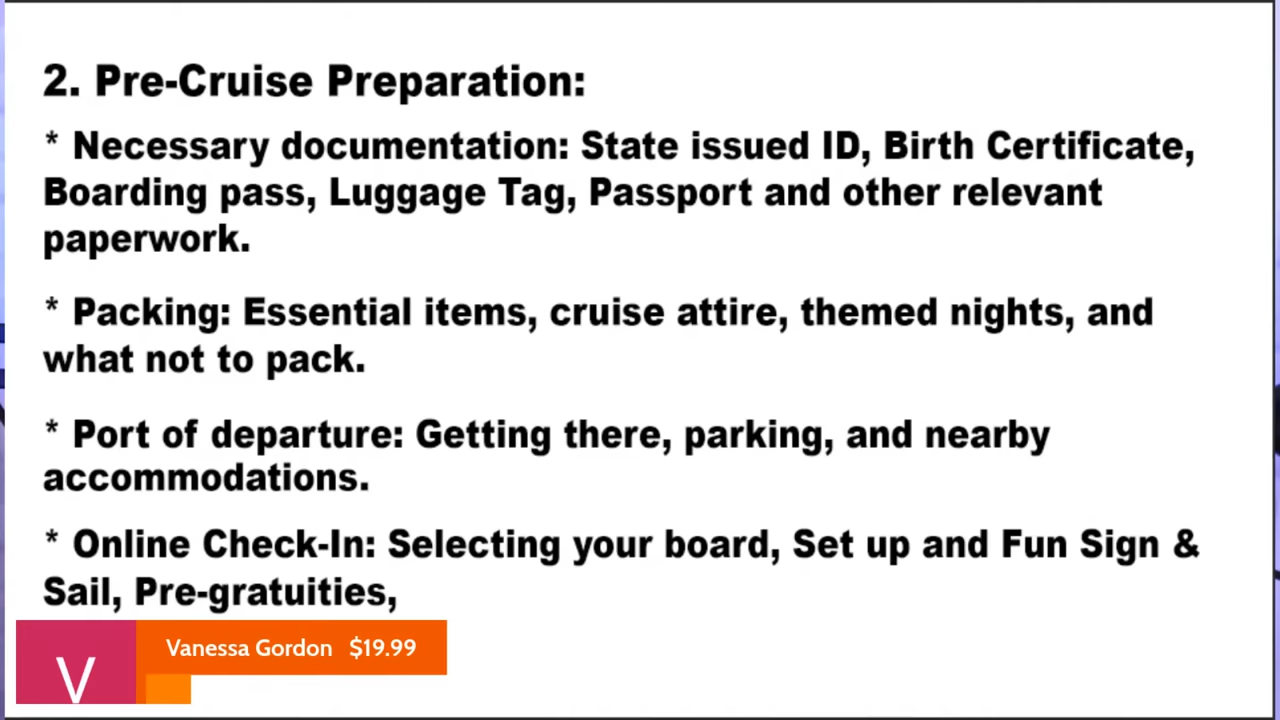 2. Pre-Cruise Preparation:
* Necessary documentation: State issued ID, Birth Certificate,
Boarding pass, Luggage Tag, Passport and other relevant
paperwork.
* Packing: Essential items, cruise attire, themed nights, and
what not to pack.
* Port of departure: Getting there, parking, and nearby
accommodations.
* Online Check-In: Selecting your board, Set up and Fun Sign &
Sail, Pre-gratuities,
Vanessa Gordon $19.99
V